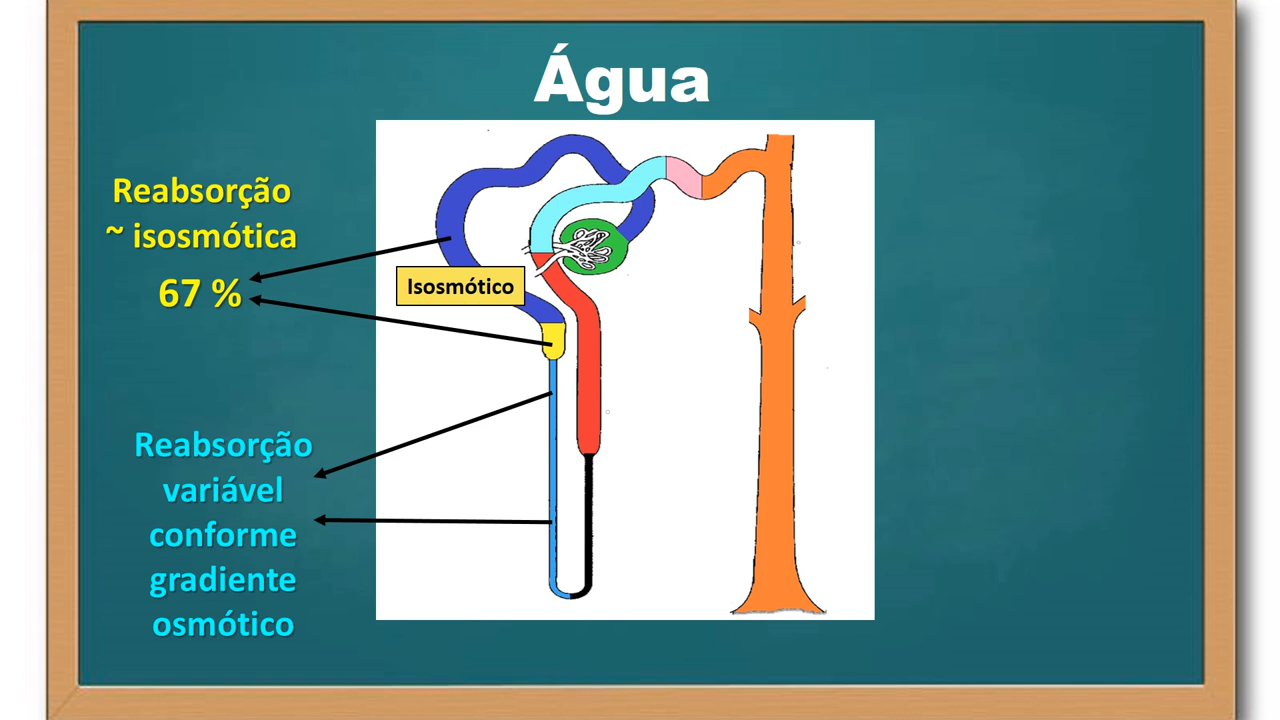 Água
Reabsorção
~ isosmótica
67 %
Isosmótico
Reabsorção
variável
conforme
gradiente
osmótico